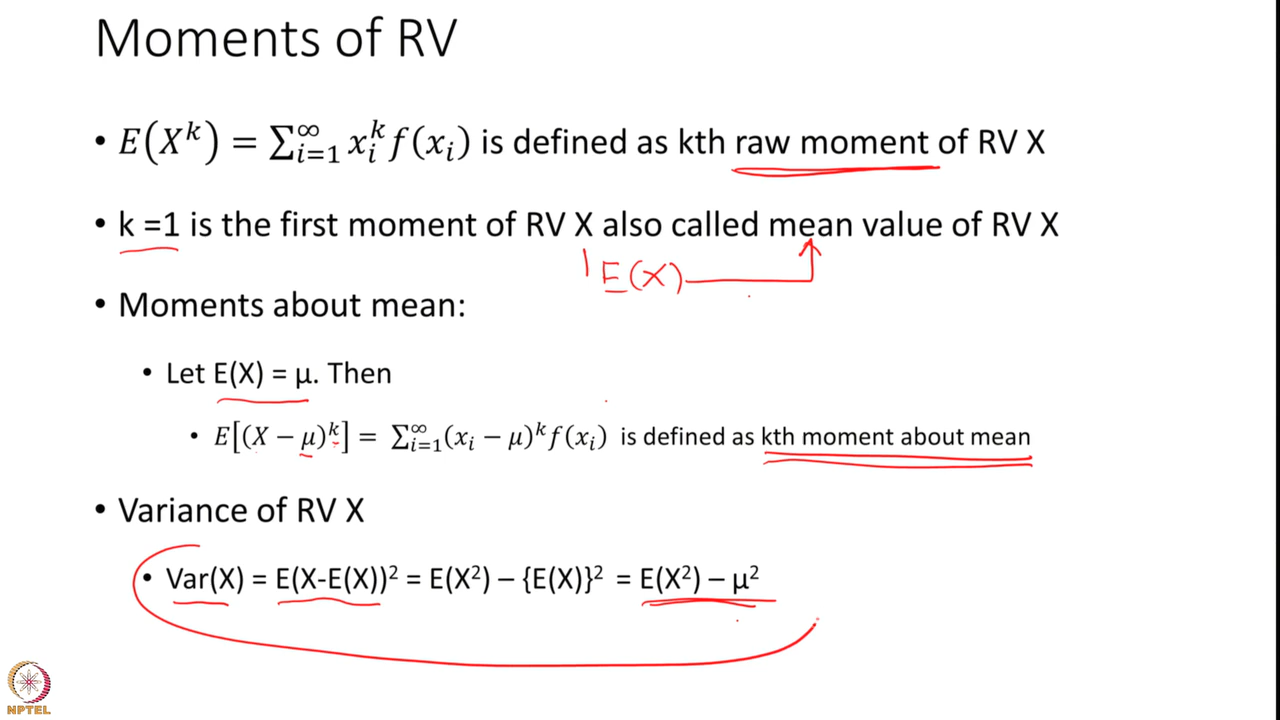 Moments of RV
• E(X^k) = ∑_{i=1}^{∞} x_i^k f(x_i) is defined as kth raw moment of RV X
• k =1 is the first moment of RV X also called mean value of RV X
E(X)
• Moments about mean:
• Let E(X) = μ. Then
• E[(X − μ)^k] = ∑_{i=1}^{∞}(x_i − μ)^k f(x_i) is defined as kth moment about mean
• Variance of RV X
• Var(X) = E(X-E(X))² = E(X²) – {E(X)}² = E(X²) – μ²
NPTEL